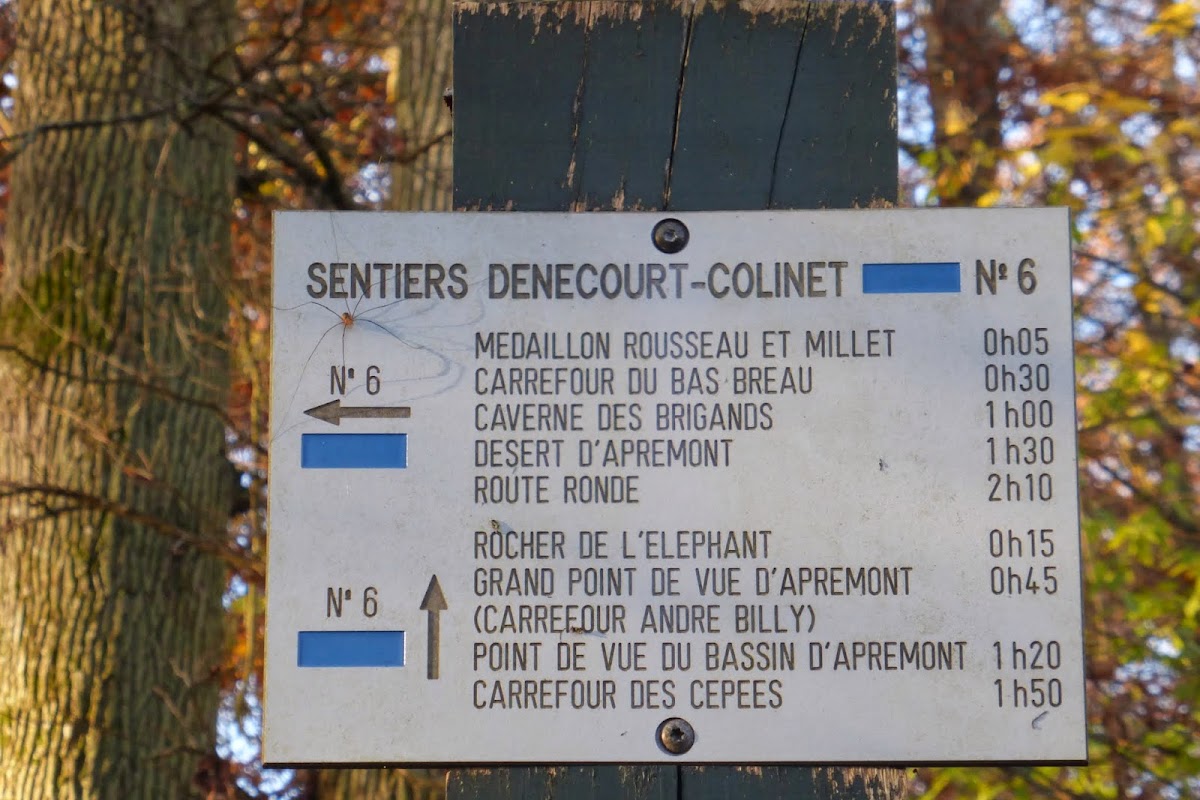 SENTIERS DENECOURT-COLINET Nº 6
Nº 6
MEDAILLON ROUSSEAU ET MILLET 0h05
CARREFOUR DU BAS BREAU 0h30
CAVERNE DES BRIGANDS 1h00
DESERT D'APREMONT 1h30
ROUTE RONDE 2h10
Nº 6
ROCHER DE L'ELEPHANT 0h15
GRAND POINT DE VUE D'APREMONT 0h45
(CARREFOUR ANDRE BILLY)
POINT DE VUE DU BASSIN D'APREMONT 1h20
CARREFOUR DES CEPEES 1h50